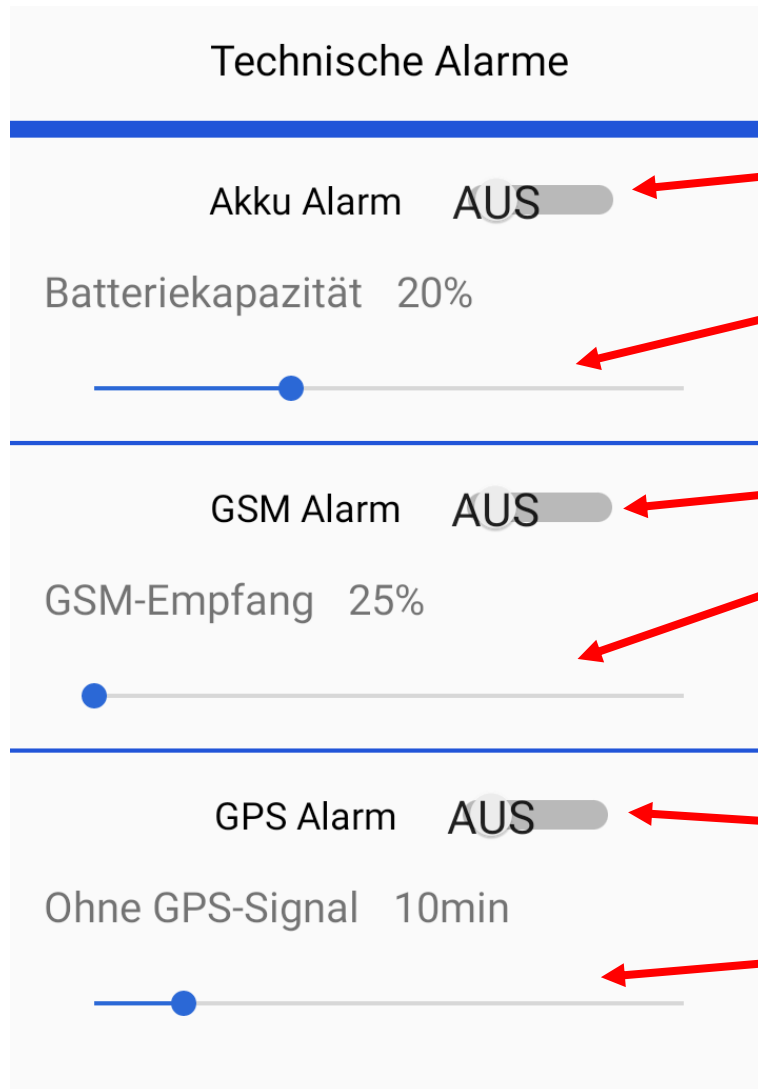 Technische Alarme
Akku Alarm AUS
Batteriekapazität 20%
GSM Alarm AUS
GSM-Empfang 25%
GPS Alarm AUS
Ohne GPS-Signal 10min